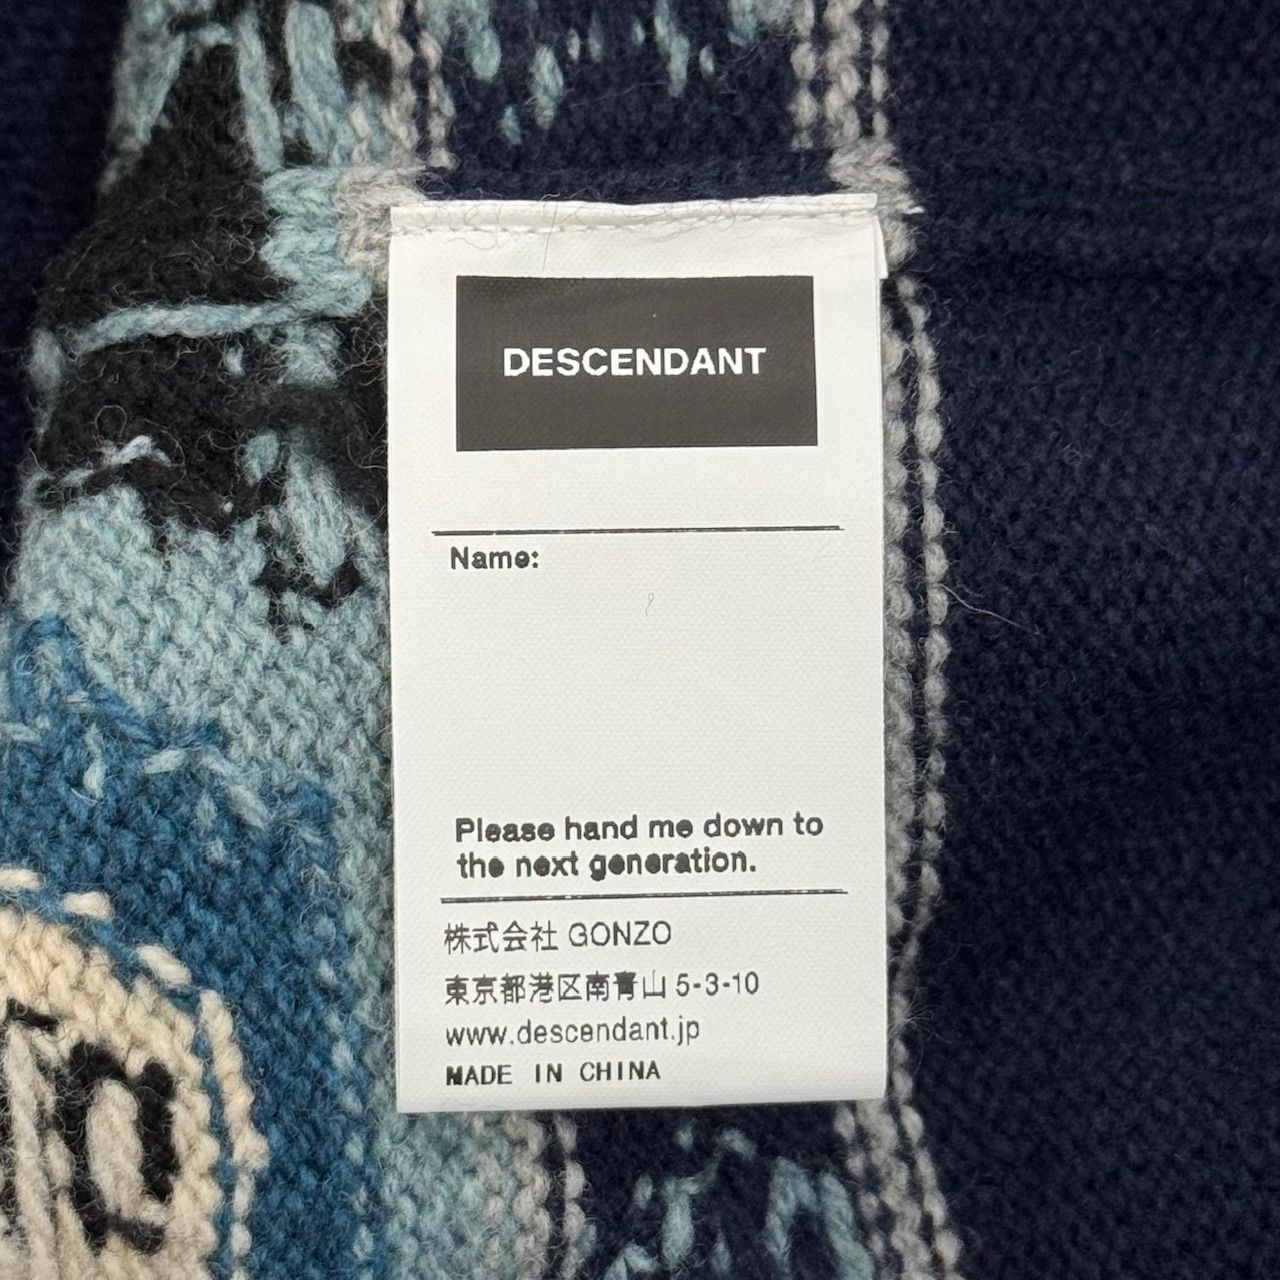 DESCENDANT
Name:
Please hand me down to
the next generation.
株式会社 GONZO
東京都港区南青山 5-3-10
www.descendant.jp
MADE IN CHINA